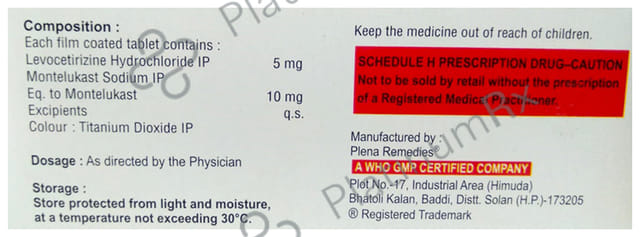 Composition :
Each film coated tablet contains :
Levocetirizine Hydrochloride IP 5 mg
Montelukast Sodium IP
Eq. to Montelukast 10 mg
Excipients q.s.
Colour : Titanium Dioxide IP
Dosage : As directed by the Physician
Storage :
Store protected from light and moisture,
at a temperature not exceeding 30°C.
Keep the medicine out of reach of children.
SCHEDULE H PRESCRIPTION DRUG–CAUTION
Not to be sold by retail without the prescription
of a Registered Medical Practitioner.
Manufactured by :
Plena Remedies®
A WHO GMP CERTIFIED COMPANY
Plot No.-17, Industrial Area (Himuda)
Bhatoli Kalan, Baddi, Distt. Solan (H.P.)-173205
® Registered Trademark
PlatinumRx